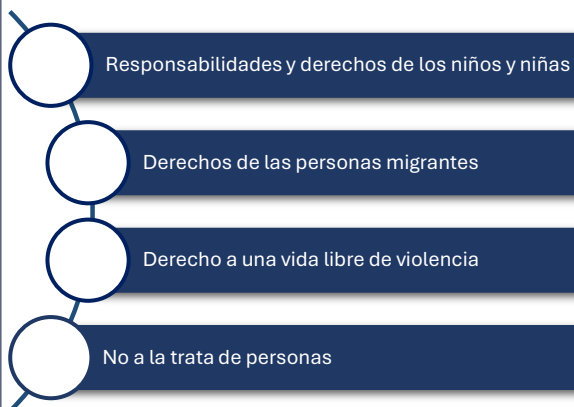 Responsabilidades y derechos de los niños y niñas
Derechos de las personas migrantes
Derecho a una vida libre de violencia
No a la trata de personas